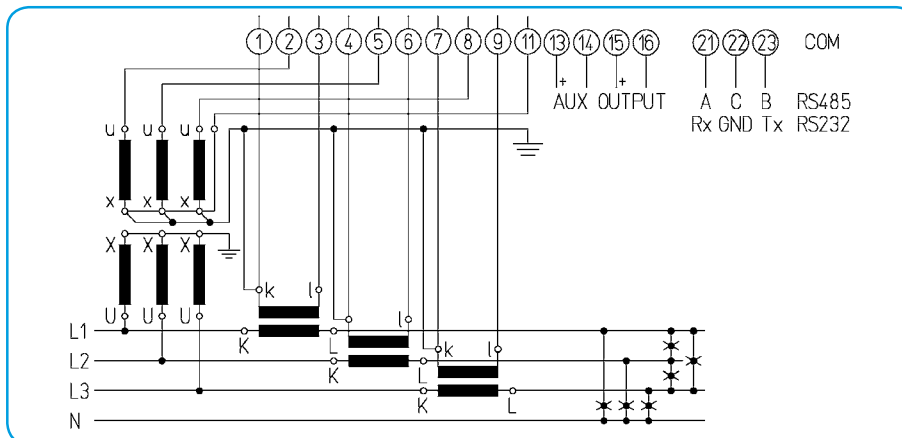 1 2 3 4 5 6 7 8 9 11 13 14 15 16 21 22 23 COM
+ +
AUX OUTPUT A C B RS485
Rx GND Tx RS232
u u u
x x x
X X X
k l
l
U U U
k l
L1
K L
L2
K L
L3
K L
N